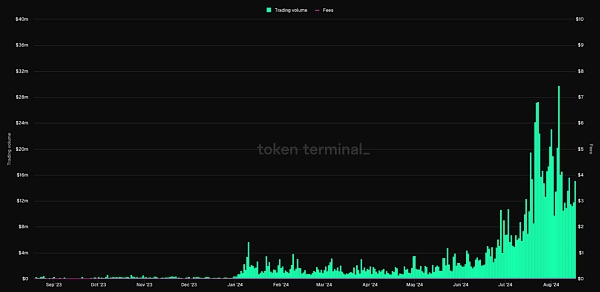 Trading volume Fees
$40m $10
$36m $9
$32m $8
$28m $7
$24m $6
$20m $5
$16m $4
$12m $3
$8m $2
$4m $1
$0 $0
Trading volume
Fees
token terminal_
Sep '23 Oct '23 Nov '23 Dec '23 Jan '24 Feb '24 Mar '24 Apr '24 May '24 Jun '24 Jul '24 Aug '24